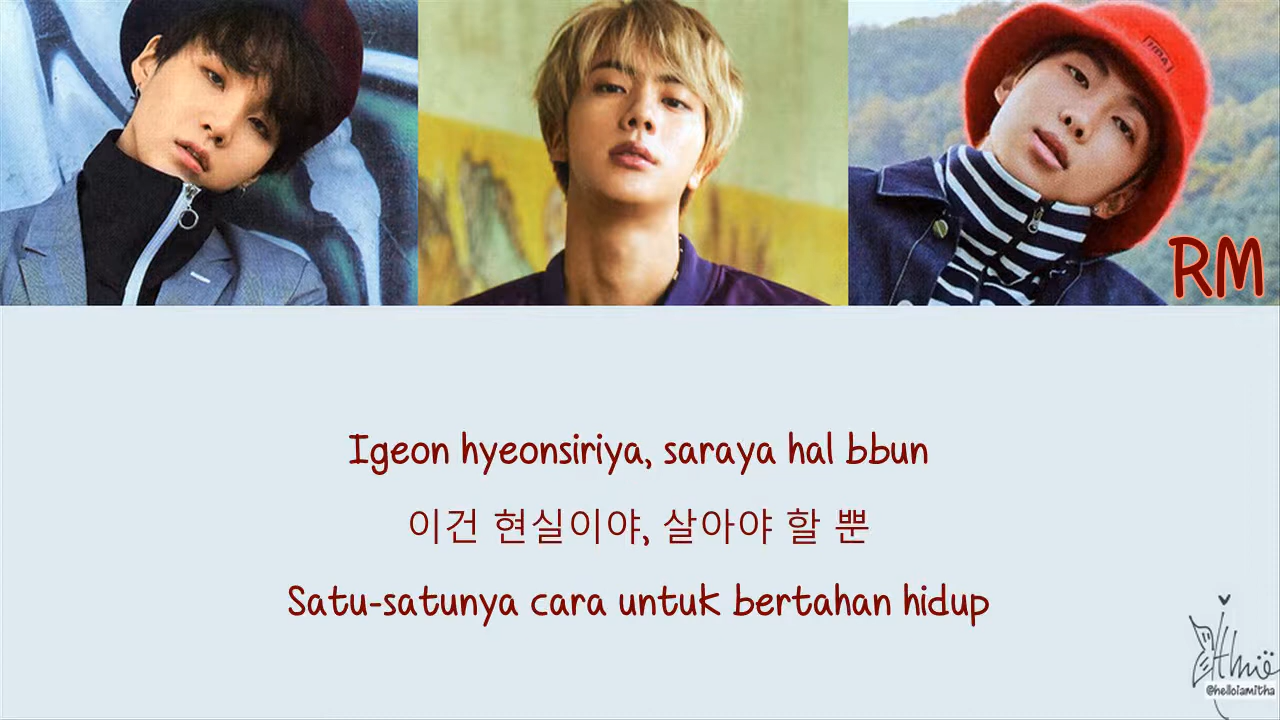 RM
Igeon hyeonsiriya, saraya hal bbun
이건 현실이야, 살아야 할 뿐
Satu-satunya cara untuk bertahan hidup
@helloiamitha